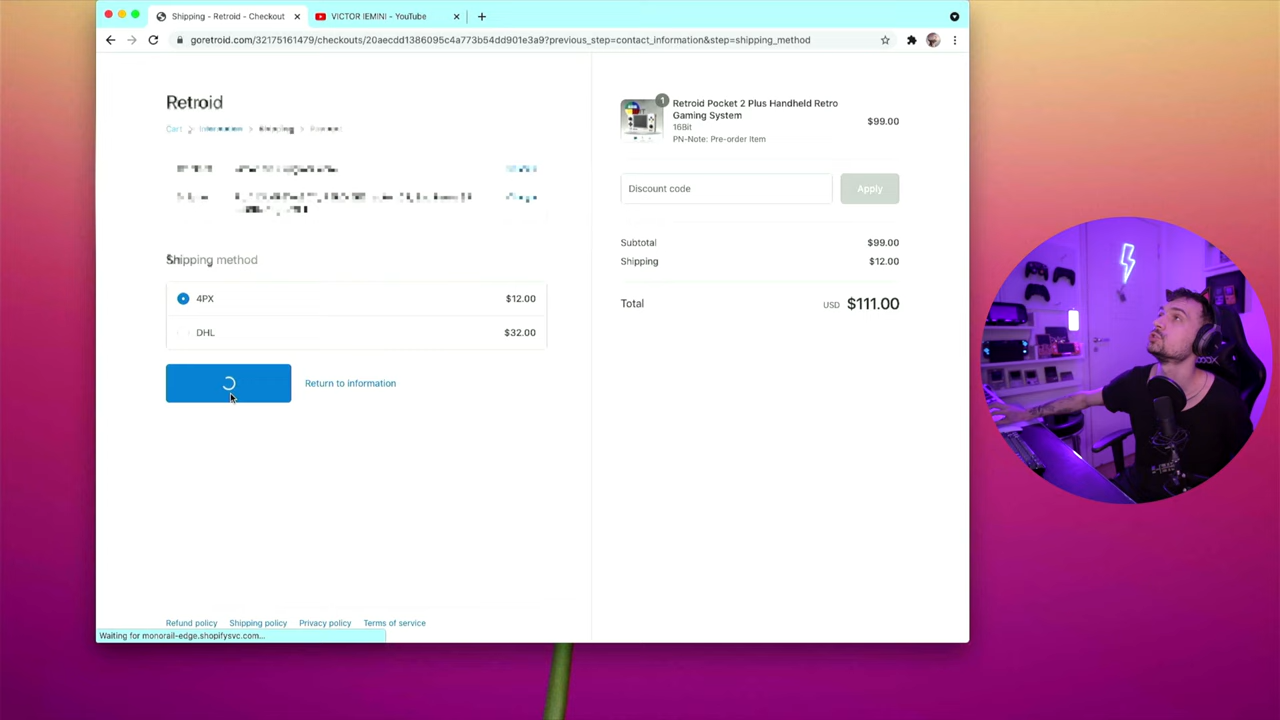 Shipping - Retroid - Checkout
VICTOR IEMINI - YouTube
goretroid.com/32175161479/checkouts/20aecdd1386095c4a773b54dd901e3a9?previous_step=contact_information&step=shipping_method
Retroid
Cart > Information > Shipping >
Shipping method
4PX $12.00
DHL $32.00
Return to information
Refund policy Shipping policy Privacy policy Terms of service
Waiting for monorail-edge.shopifysvc.com...
1
Retroid Pocket 2 Plus Handheld Retro
Gaming System
16Bit
PN-Note: Pre-order Item
$99.00
Discount code
Apply
Subtotal $99.00
Shipping $12.00
Total USD $111.00